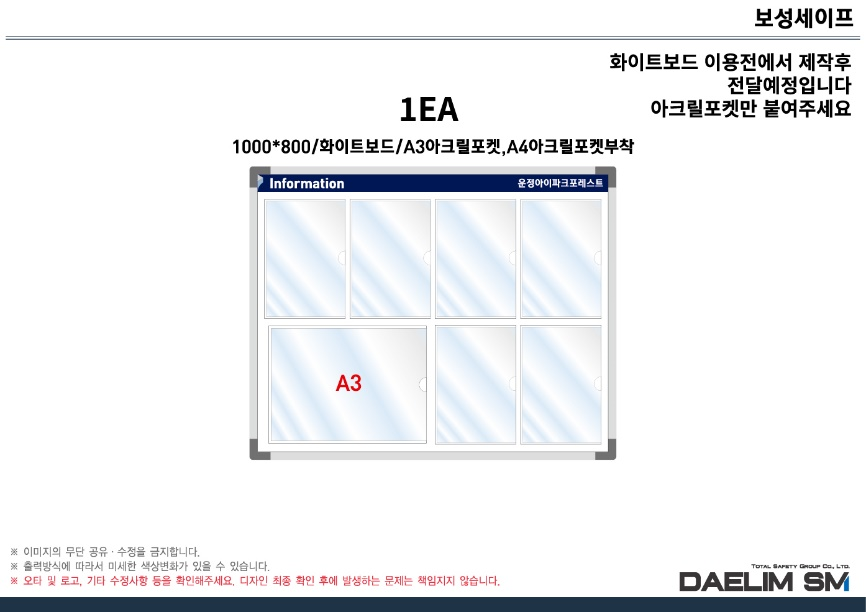 보성세이프
화이트보드 이용전에서 제작후
전달예정입니다
아크릴포켓만 붙여주세요
1EA
1000*800/화이트보드/A3아크릴포켓,A4아크릴포켓부착
Information 운정아이파크포레스트
A3
※ 이미지의 무단 공유 · 수정을 금지합니다.
※ 출력방식에 따라서 미세한 색상변화가 있을 수 있습니다.
※ 오타 및 로고, 기타 수정사항 등을 확인해주세요. 디자인 최종 확인 후에 발생하는 문제는 책임지지 않습니다.
TOTAL SAFETY GROUP CO., LTD.
DAELIM SM